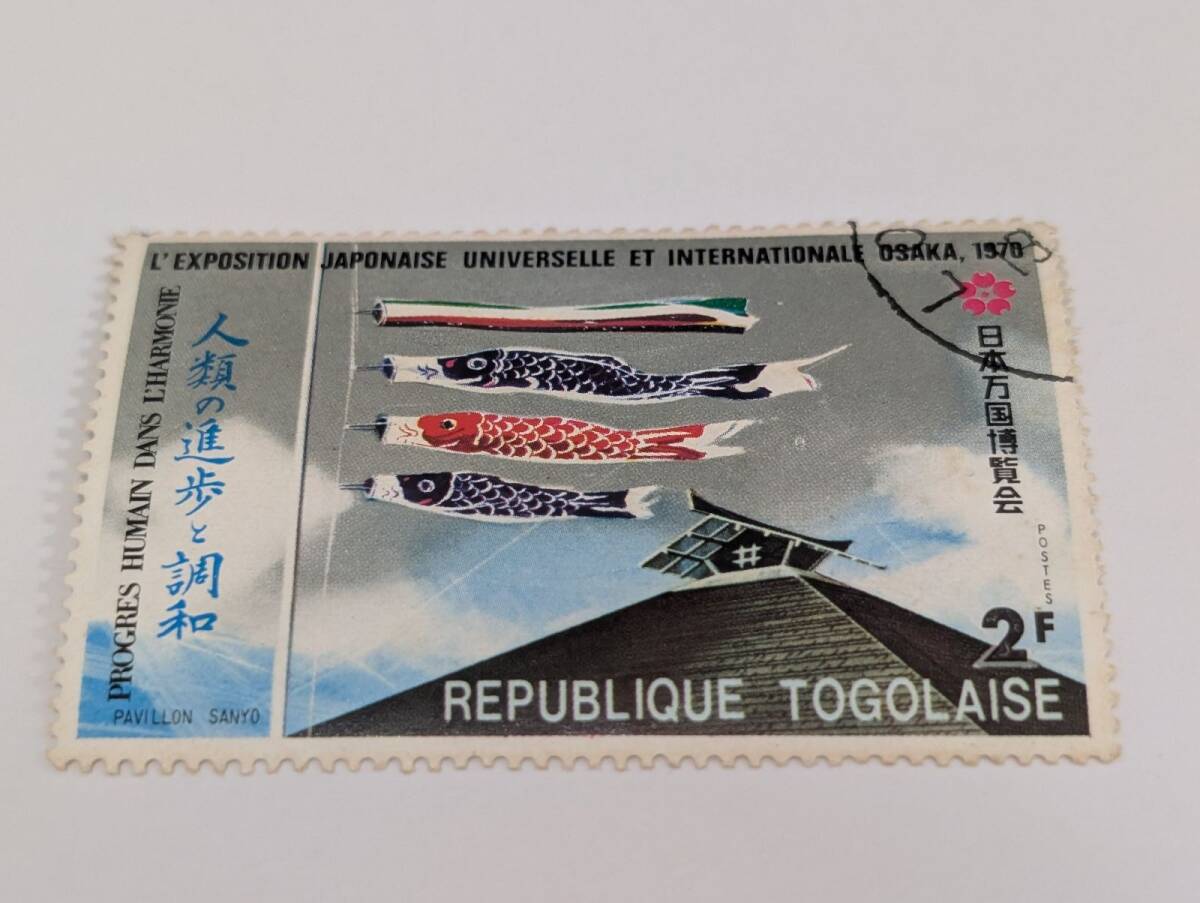 L'EXPOSITION JAPONAISE UNIVERSELLE ET INTERNATIONALE OSAKA, 1970
PROGRES HUMAIN DANS L'HARMONIE
人類の進歩と調和
PAVILLON SANYO
日本万国博覧会
POSTES
2F
REPUBLIQUE TOGOLAISE